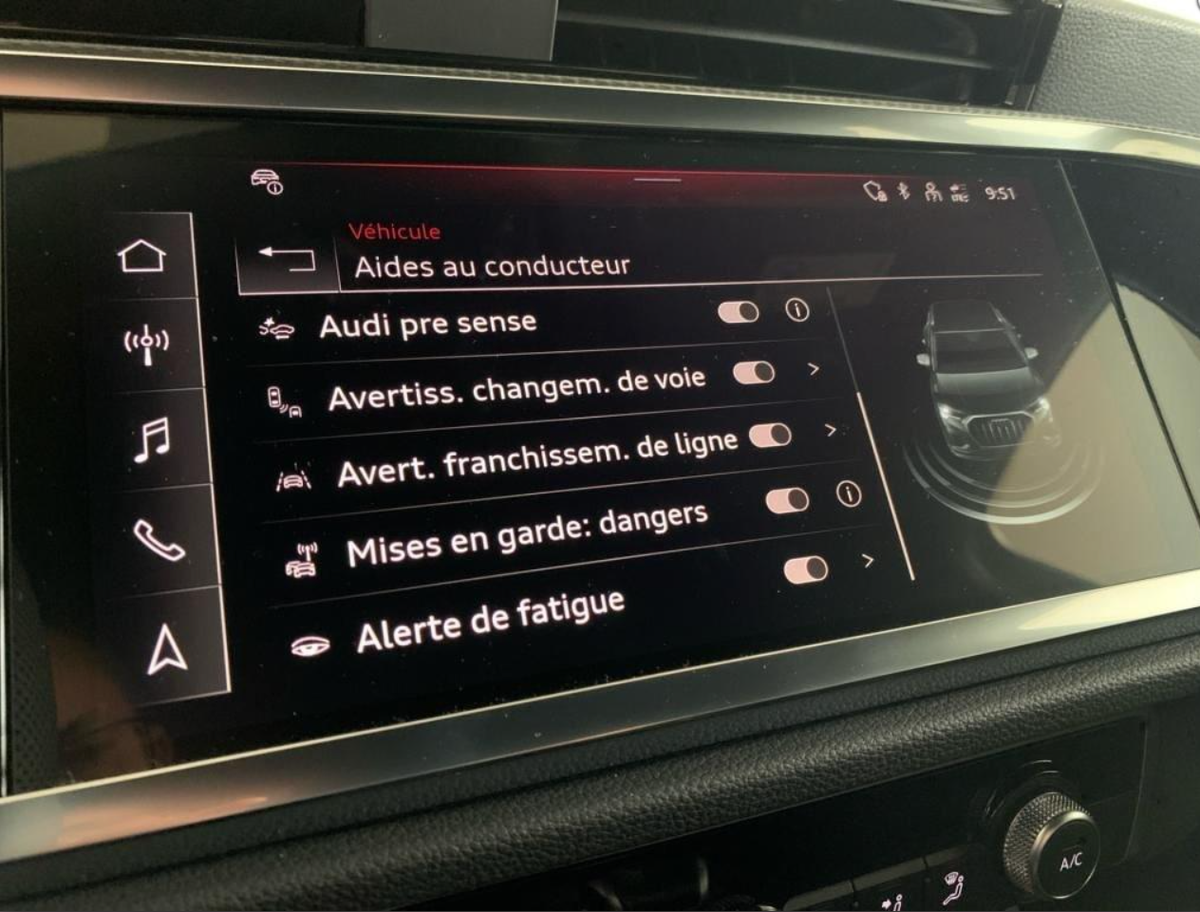 9:51
Véhicule
Aides au conducteur
Audi pre sense
Avertiss. changem. de voie
Avert. franchissem. de ligne
Mises en garde: dangers
Alerte de fatigue
A/C